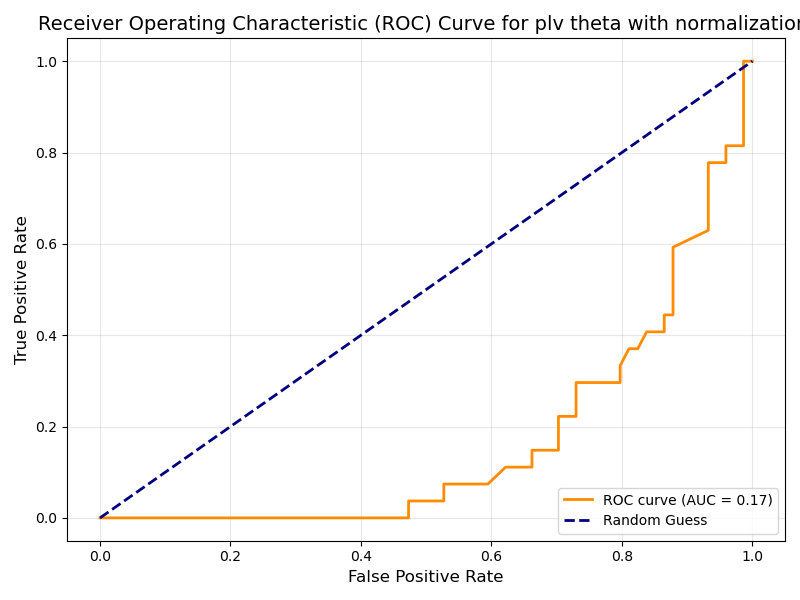 Receiver Operating Characteristic (ROC) Curve for plv theta with normalization
1.0
0.8
0.6
0.4
0.2
0.0
True Positive Rate
0.0 0.2 0.4 0.6 0.8 1.0
False Positive Rate
ROC curve (AUC = 0.17)
Random Guess